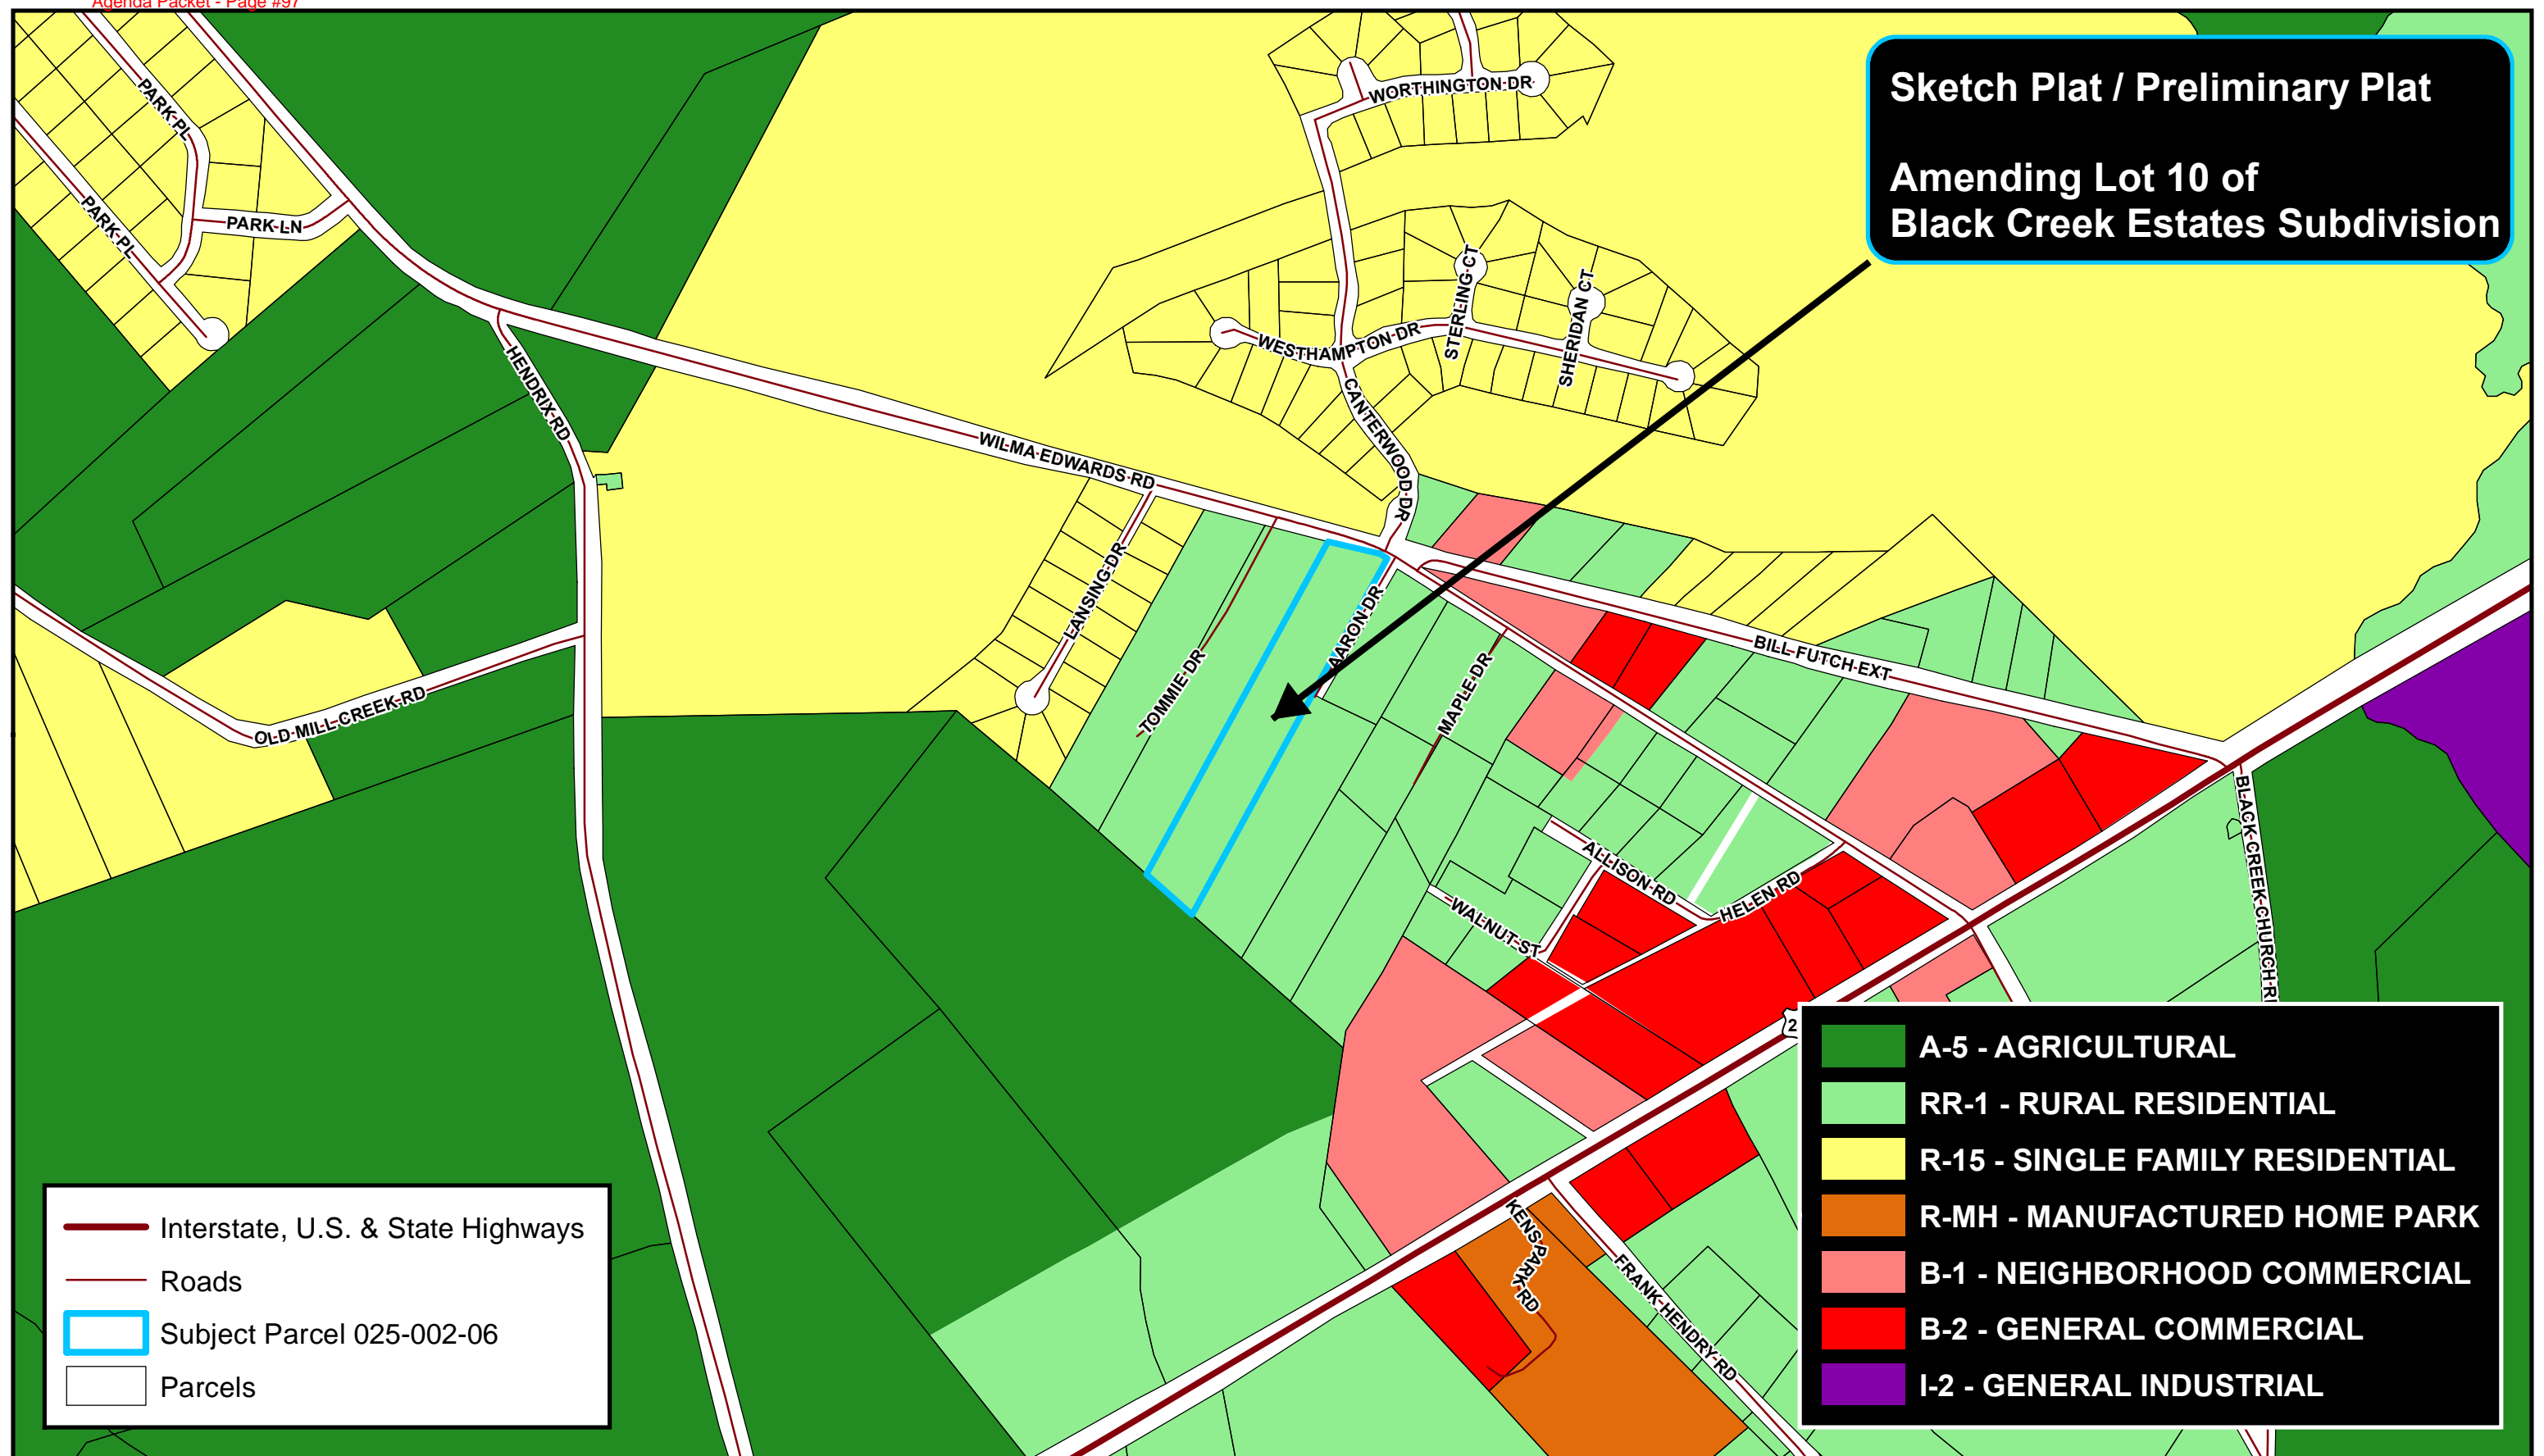 Agenda Packet - Page #97
Sketch Plat / Preliminary Plat
Amending Lot 10 of
Black Creek Estates Subdivision
WORTHINGTON DR
PARK PL
PARK PL
PARK LN
STERLING CT
SHERIDAN CT
WESTHAMPTON DR
CANTERWOOD DR
HENDRIX RD
WILMA EDWARDS RD
LANSING DR
AARON DR
TOMMIE DR
MAPLE DR
BILL FUTCH EXT
OLD MILL CREEK RD
BLACK CREEK CHURCH R
ALLISON RD
HELEN RD
WALNUT ST
2
KENS PARK RD
FRANK HENDRY RD
A-5 - AGRICULTURAL
RR-1 - RURAL RESIDENTIAL
R-15 - SINGLE FAMILY RESIDENTIAL
R-MH - MANUFACTURED HOME PARK
B-1 - NEIGHBORHOOD COMMERCIAL
B-2 - GENERAL COMMERCIAL
I-2 - GENERAL INDUSTRIAL
Interstate, U.S. & State Highways
Roads
Subject Parcel 025-002-06
Parcels